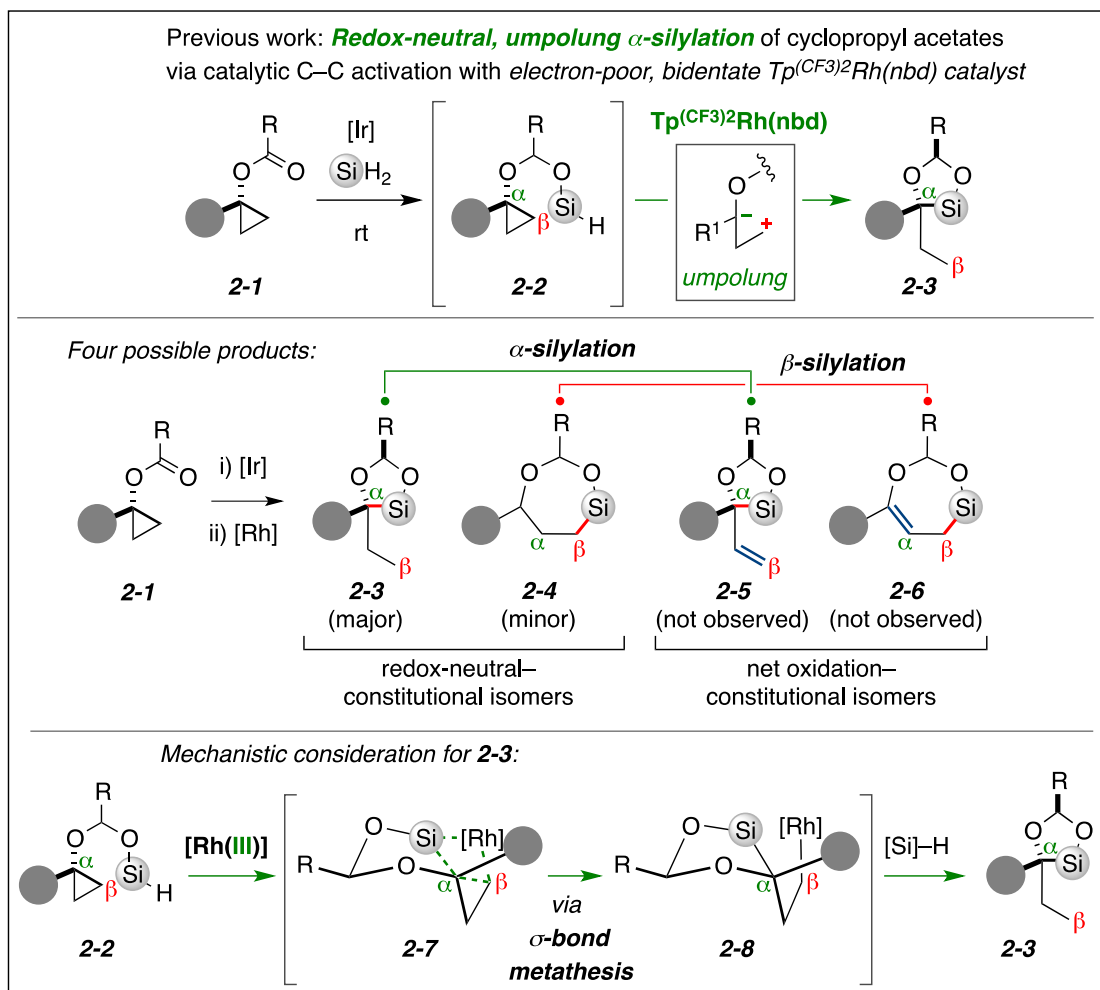 Previous work: Redox-neutral, umpolung α-silylation of cyclopropyl acetates
via catalytic C–C activation with electron-poor, bidentate Tp(CF3)2Rh(nbd) catalyst
R
O
O
α
2-1
[Ir]
SiH2
rt
R
O
O
α
β
Si
H
2-2
Tp(CF3)2Rh(nbd)
O
R1
–
+
umpolung
R
O
O
α
Si
β
2-3
Four possible products:
α-silylation
β-silylation
R
O
O
2-1
i) [Ir]
ii) [Rh]
R
O
O
α
Si
β
2-3
(major)
R
O
O
Si
α
β
2-4
(minor)
R
O
O
α
Si
β
2-5
(not observed)
R
O
O
Si
α
β
2-6
(not observed)
redox-neutral–
constitutional isomers
net oxidation–
constitutional isomers
Mechanistic consideration for 2-3:
R
O
O
α
β
Si
H
2-2
[Rh(III)]
O
Si
[Rh]
R
O
α
β
2-7
via
σ-bond
metathesis
O
Si
[Rh]
R
O
α
β
2-8
[Si]–H
R
O
O
α
Si
β
2-3